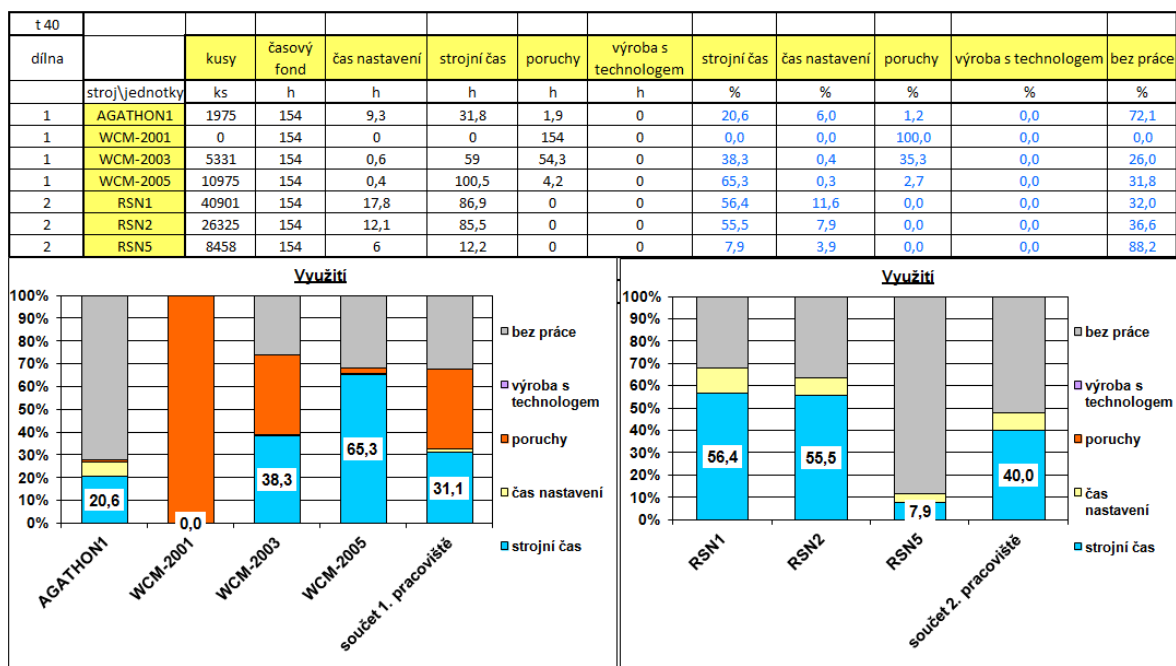 t 40
dílna kusy časový fond čas nastavení strojní čas poruchy výroba s technologem strojní čas čas nastavení poruchy výroba s technologem bez práce
stroj\jednotky ks h h h h h % % % % %
1 AGATHON1 1975 154 9,3 31,8 1,9 0 20,6 6,0 1,2 0,0 72,1
1 WCM-2001 0 154 0 0 154 0 0,0 0,0 100,0 0,0 0,0
1 WCM-2003 5331 154 0,6 59 54,3 0 38,3 0,4 35,3 0,0 26,0
1 WCM-2005 10975 154 0,4 100,5 4,2 0 65,3 0,3 2,7 0,0 31,8
2 RSN1 40901 154 17,8 86,9 0 0 56,4 11,6 0,0 0,0 32,0
2 RSN2 26325 154 12,1 85,5 0 0 55,5 7,9 0,0 0,0 36,6
2 RSN5 8458 154 6 12,2 0 0 7,9 3,9 0,0 0,0 88,2
Využití
100%
90%
80%
70%
60%
50%
40%
30%
20%
10%
0%
20,6
0,0
38,3
65,3
31,1
AGATHON1
WCM-2001
WCM-2003
WCM-2005
součet 1. pracoviště
bez práce
výroba s
technologem
poruchy
čas nastavení
strojní čas
Využití
100%
90%
80%
70%
60%
50%
40%
30%
20%
10%
0%
56,4
55,5
7,9
40,0
RSN1
RSN2
RSN5
součet 2. pracoviště
bez práce
výroba s
technologem
poruchy
čas
nastavení
strojní čas